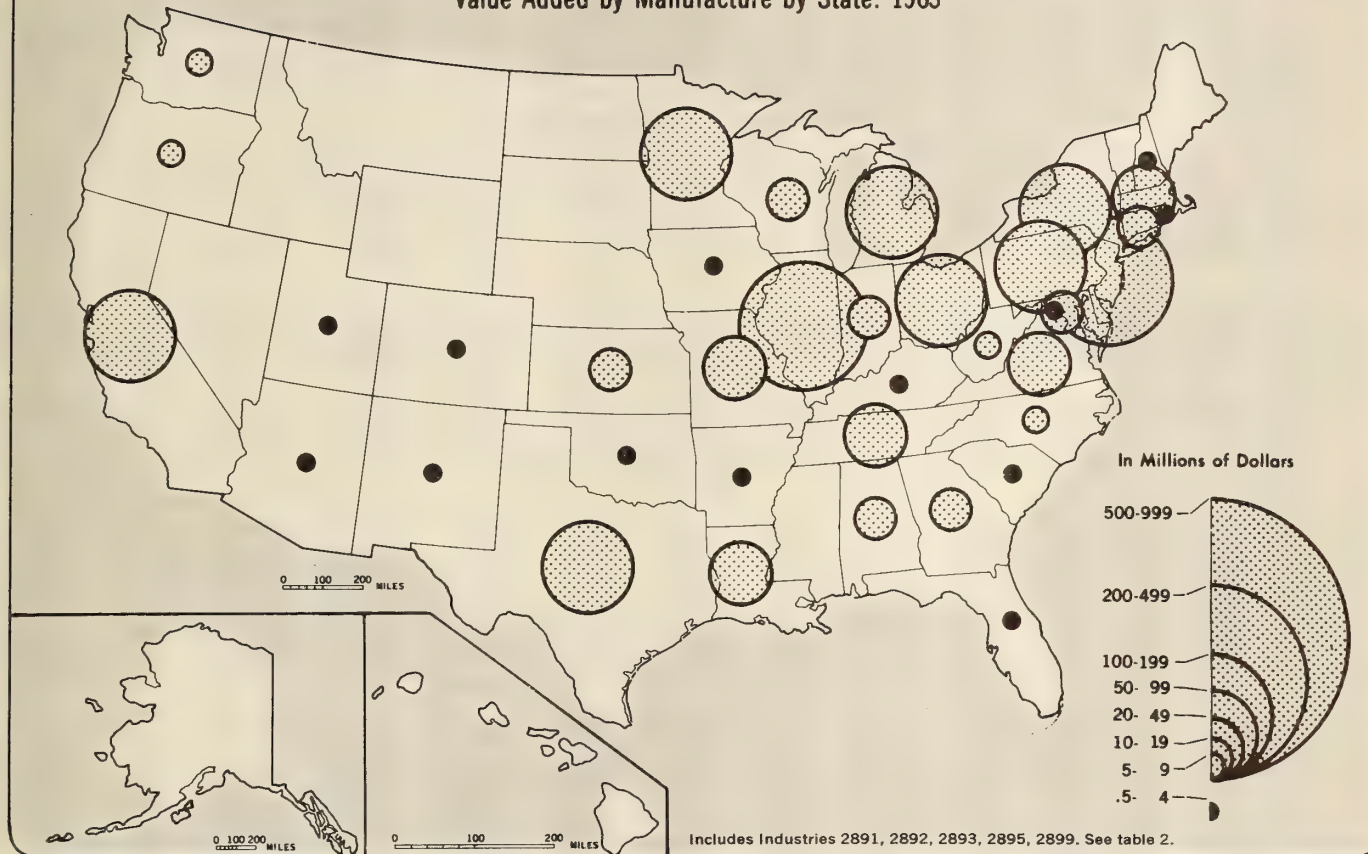 Value Added by Manufacture by State: 1963
In Millions of Dollars
500-999
200-499
100-199
50- 99
20- 49
10- 19
5- 9
.5- 4
0 100 200 MILES
0 100 200 MILES
0 100 200 MILES
Includes Industries 2891, 2892, 2893, 2895, 2899. See table 2.